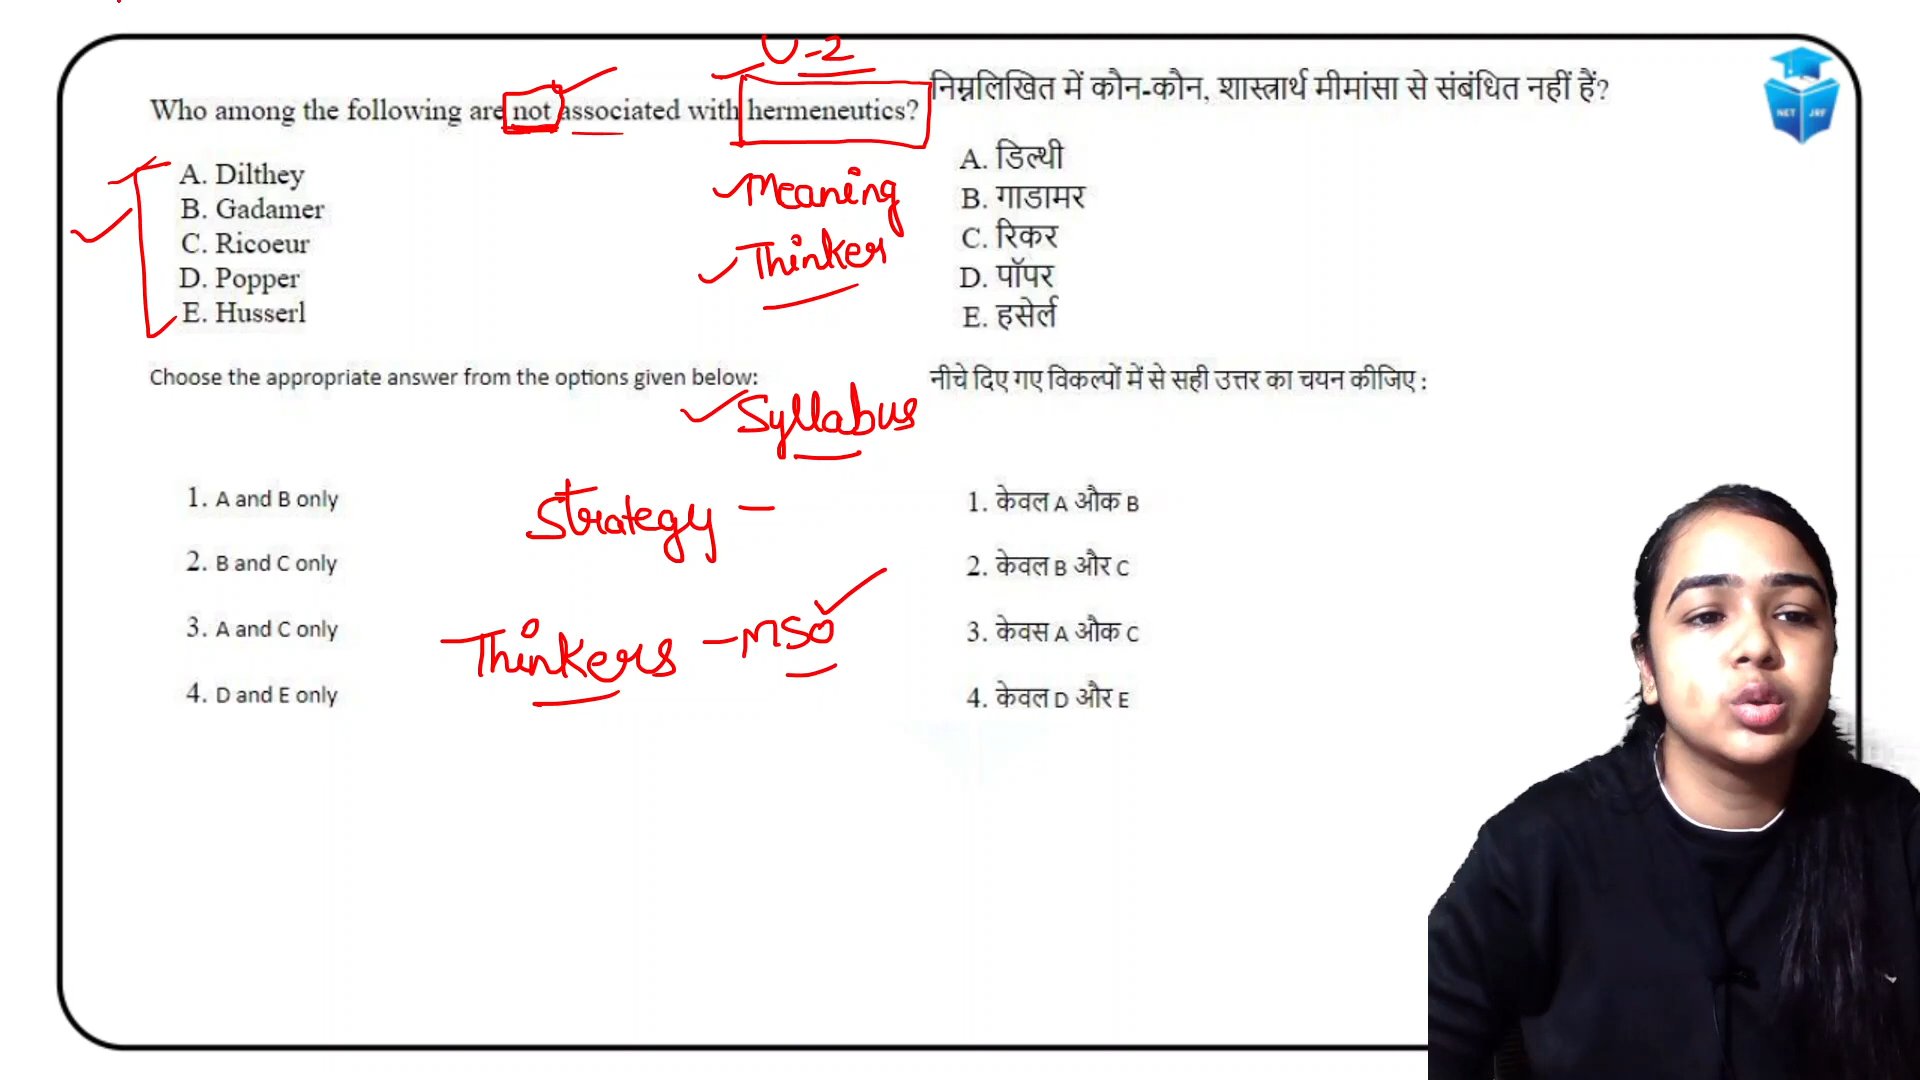 U-2
Who among the following are not associated with hermeneutics?
A. Dilthey
B. Gadamer
C. Ricoeur
D. Popper
E. Husserl
Meaning
Thinker
Choose the appropriate answer from the options given below:
Syllabus
Strategy -
1. A and B only
2. B and C only
3. A and C only
4. D and E only
Thinkers - MSO
निम्नलिखित में कौन-कौन, शास्त्रार्थ मीमांसा से संबंधित नहीं हैं?
A. डिल्थी
B. गाडामर
C. रिकर
D. पॉपर
E. हसेर्ल
नीचे दिए गए विकल्पों में से सही उत्तर का चयन कीजिए :
1. केवल A औक B
2. केवल B और C
3. केवस A औक C
4. केवल D और E
NET JRF